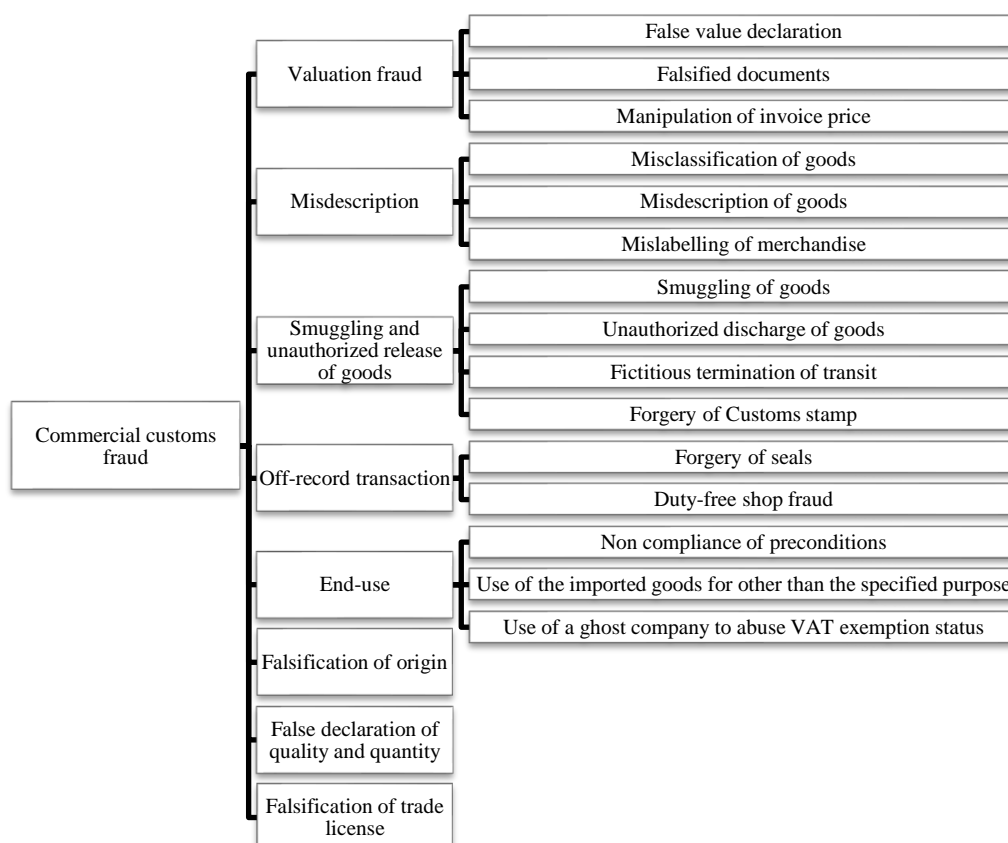 Commercial customs
fraud
Valuation fraud
False value declaration
Falsified documents
Manipulation of invoice price
Misdescription
Misclassification of goods
Misdescription of goods
Mislabelling of merchandise
Smuggling and
unauthorized release
of goods
Smuggling of goods
Unauthorized discharge of goods
Fictitious termination of transit
Forgery of Customs stamp
Off-record transaction
Forgery of seals
Duty-free shop fraud
End-use
Non compliance of preconditions
Use of the imported goods for other than the specified purpose
Use of a ghost company to abuse VAT exemption status
Falsification of origin
False declaration of
quality and quantity
Falsification of trade
license